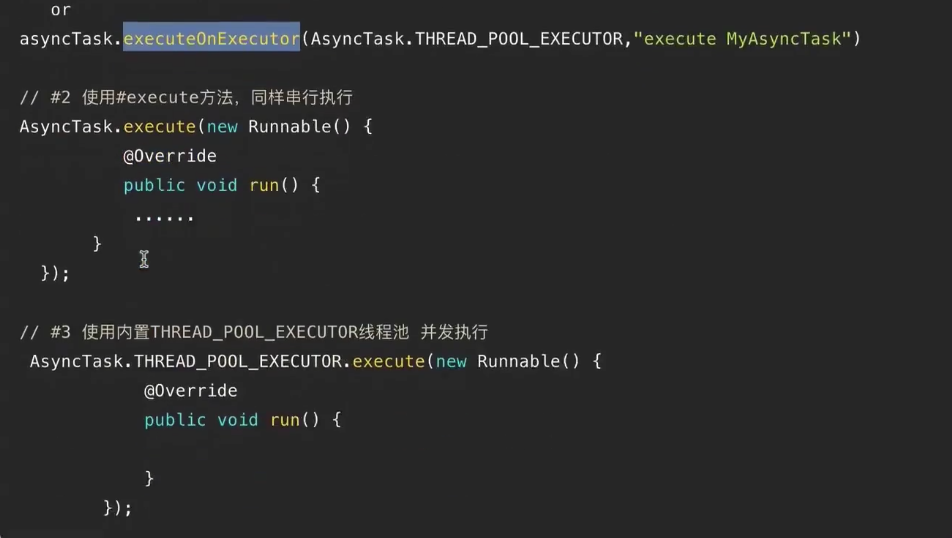 or
asyncTask.executeOnExecutor(AsyncTask.THREAD_POOL_EXECUTOR,"execute MyAsyncTask")
// #2 使用#execute方法，同样串行执行
AsyncTask.execute(new Runnable() {
@Override
public void run() {
......
}
});
// #3 使用内置THREAD_POOL_EXECUTOR线程池 并发执行
AsyncTask.THREAD_POOL_EXECUTOR.execute(new Runnable() {
@Override
public void run() {
}
});